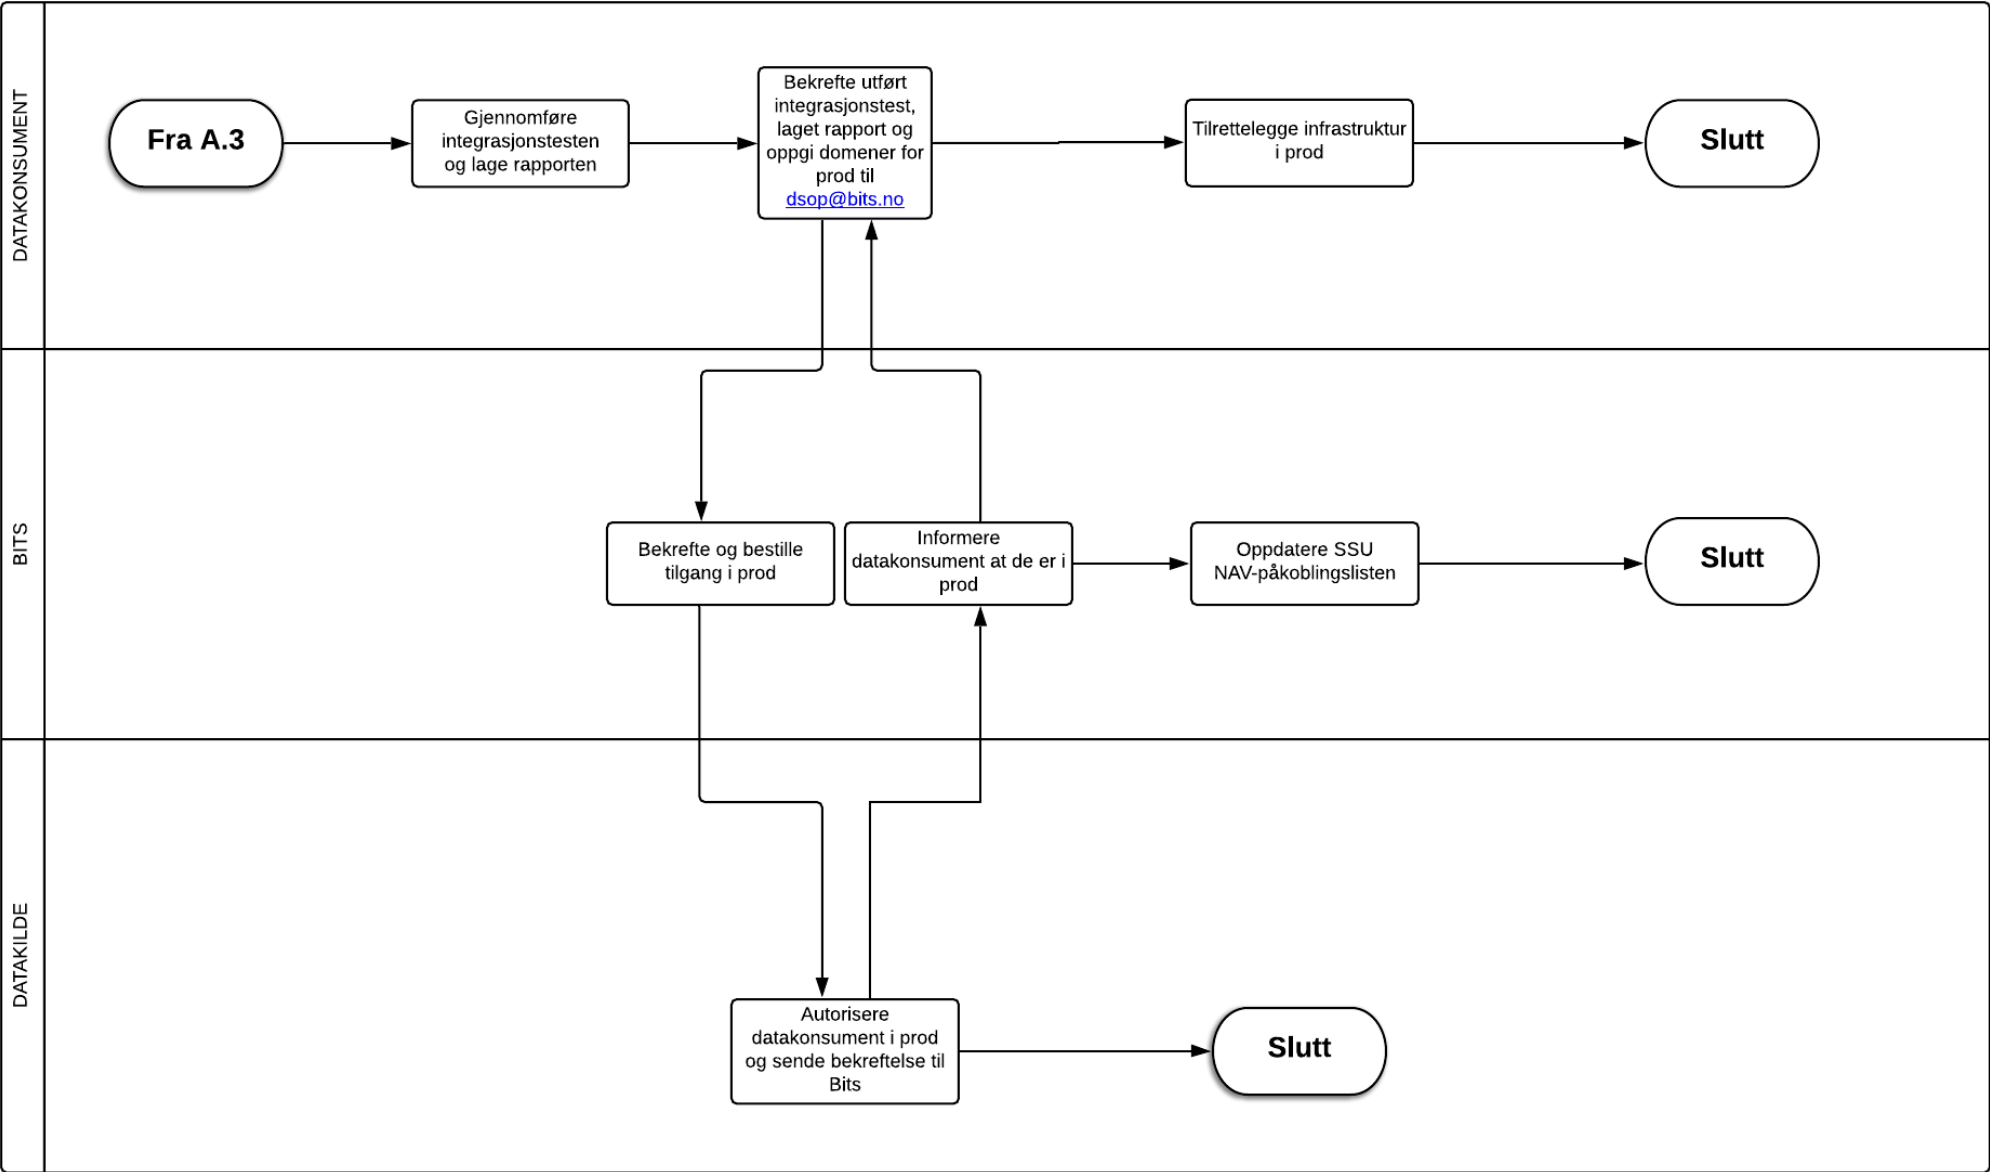 DATAKONSUMENT
Fra A.3
Gjennomføre
integrasjonstesten
og lage rapporten
Bekrefte utført
integrasjonstest,
laget rapport og
oppgi domener for
prod til
dsop@bits.no
Tilrettelegge infrastruktur
i prod
Slutt
BITS
Bekrefte og bestille
tilgang i prod
Informere
datakonsument at de er i
prod
Oppdatere SSU
NAV-påkoblingslisten
Slutt
DATAKILDE
Autorisere
datakonsument i prod
og sende bekreftelse til
Bits
Slutt